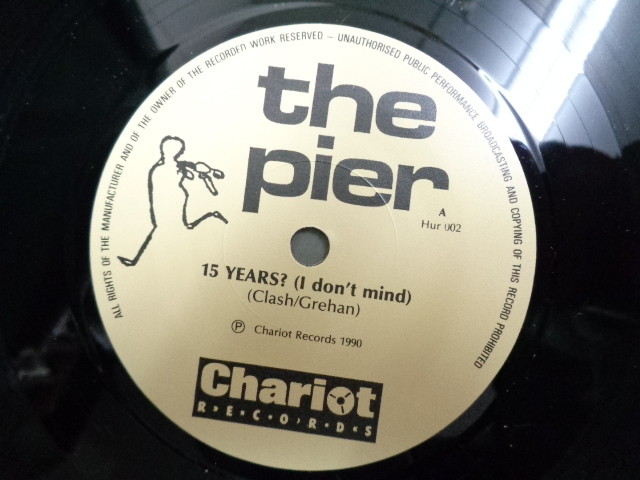 ALL RIGHTS OF THE MANUFACTURER AND OF THE OWNER OF THE RECORDED WORK RESERVED – UNAUTHORISED PUBLIC PERFORMANCE BROADCASTING AND COPYING OF THIS RECORD PROHIBITED
the
pier
A
Hur 002
15 YEARS? (I don't mind)
(Clash/Grehan)
Ⓟ Chariot Records 1990
Chariot
R•E•C•O•R•D•S